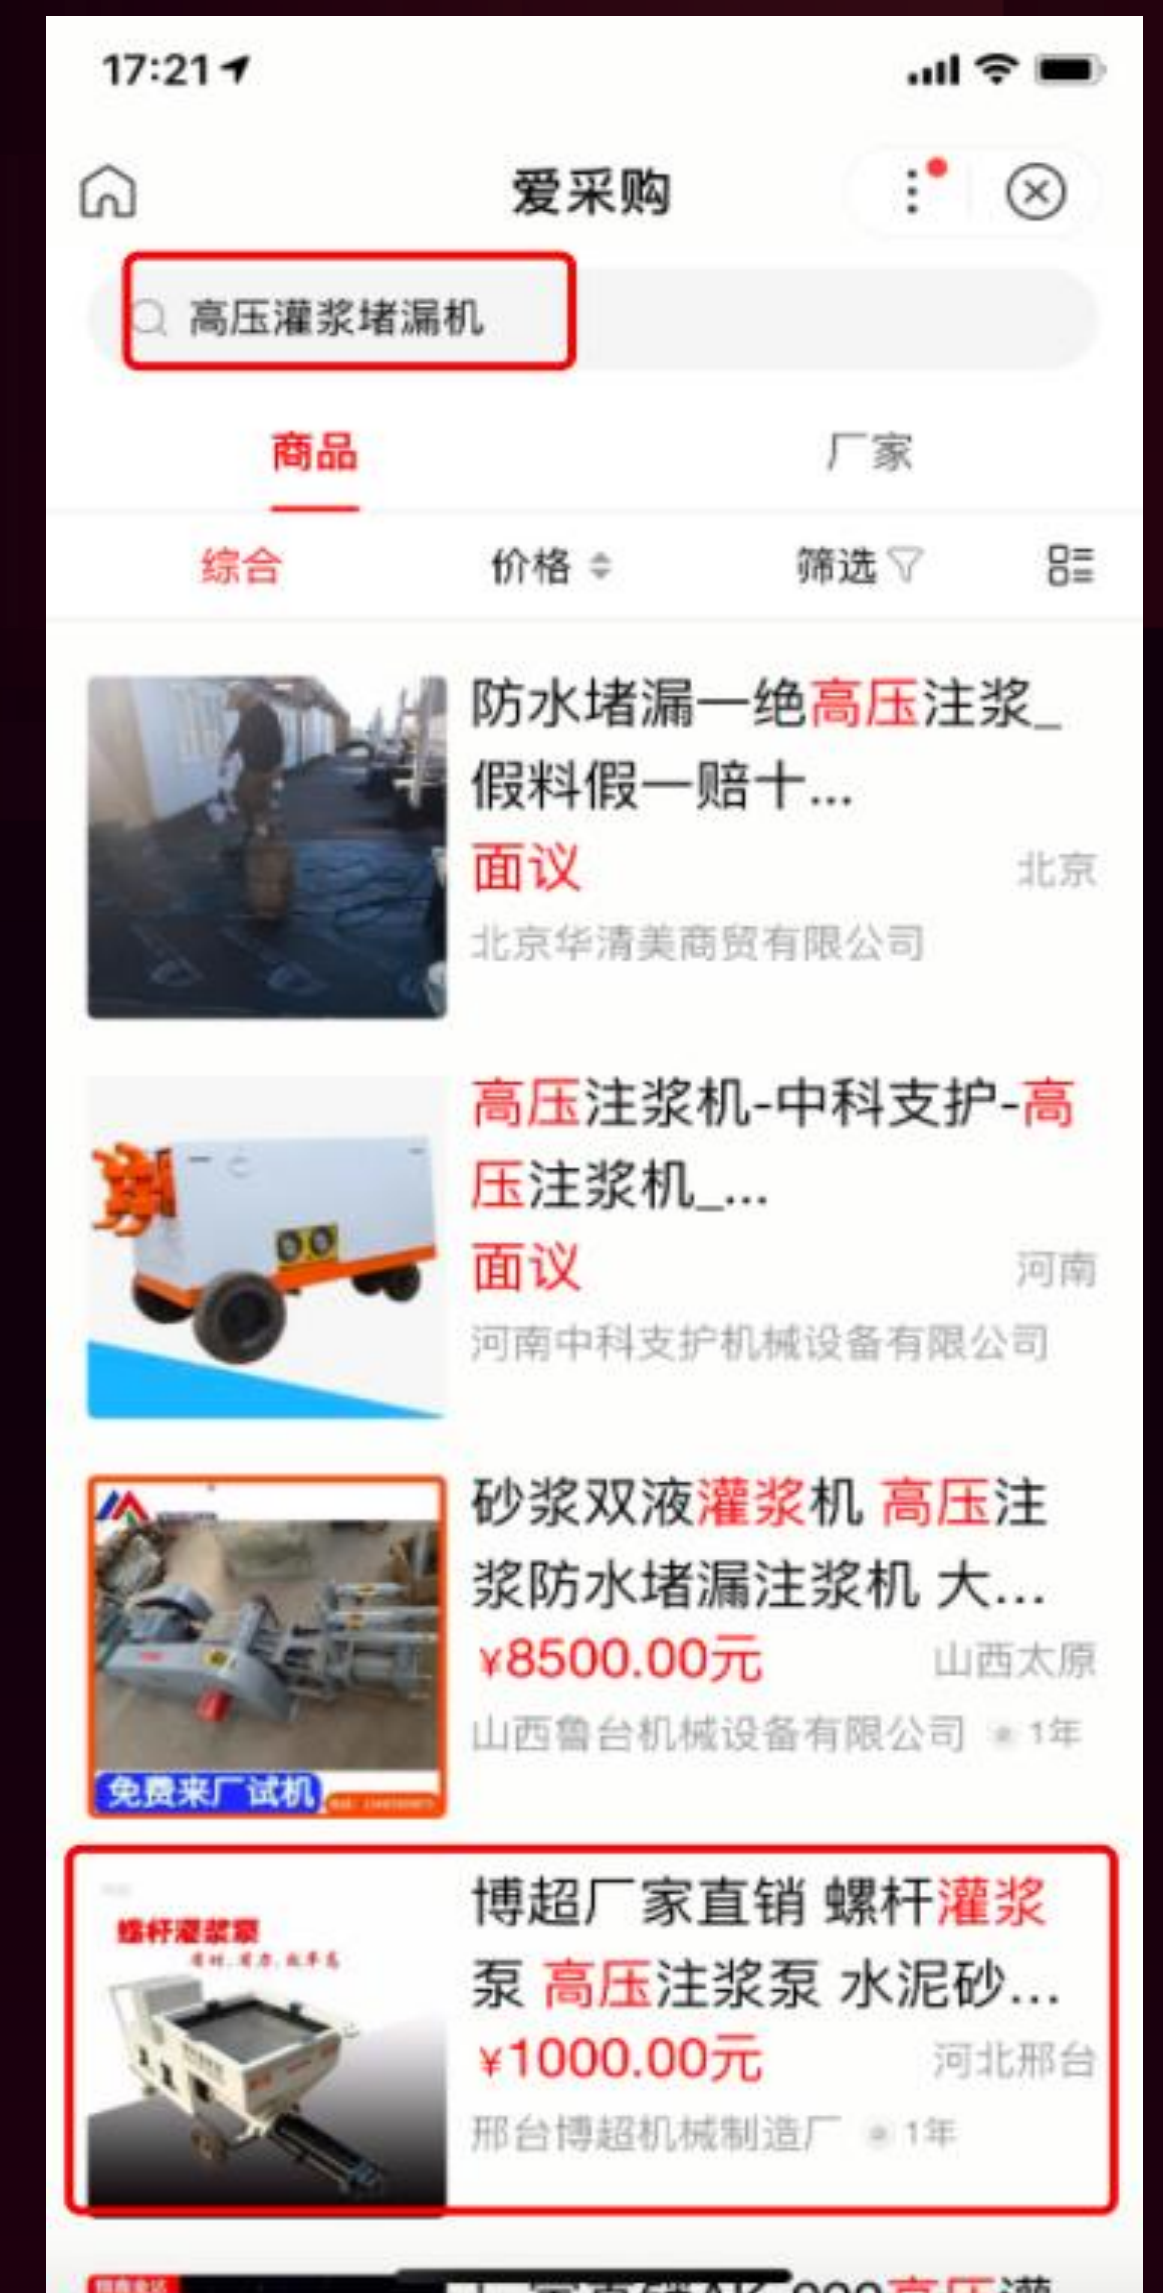 17:21
爱采购
高压灌浆堵漏机
商品
厂家
综合
价格
筛选
防水堵漏一绝高压注浆_
假料假一赔十...
面议
北京
北京华清美商贸有限公司
高压注浆机-中科支护-高
压注浆机_...
面议
河南
河南中科支护机械设备有限公司
砂浆双液灌浆机 高压注
浆防水堵漏注浆机 大...
¥8500.00元
山西太原
山西鲁台机械设备有限公司
1年
免费来厂试机
博超厂家直销 螺杆灌浆
泵 高压注浆泵 水泥砂...
¥1000.00元
河北邢台
邢台博超机械制造厂
1年
螺杆灌浆泵